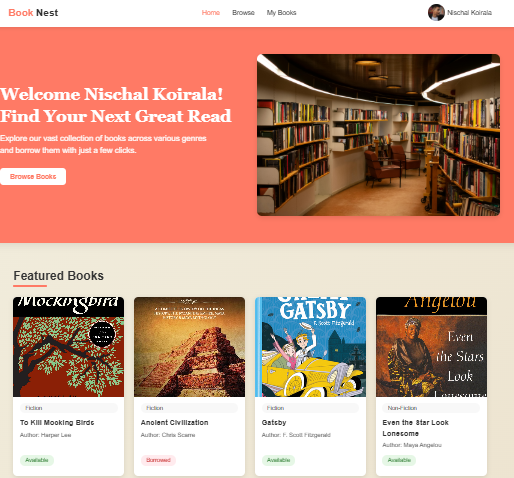 Book Nest
Home Browse My Books
Nischal Koirala
Welcome Nischal Koirala!
Find Your Next Great Read
Explore our vast collection of books across various genres
and borrow them with just a few clicks.
Browse Books
Featured Books
Mockingbird
GATSBY
F. Scott Fitzgerald
Angelou
Even
the Stars
Look
Lonesome
Fiction
To Kill Mocking Birds
Author: Harper Lee
Available
Fiction
Ancient Civilization
Author: Chris Scarre
Borrowed
Fiction
Gatsby
Author: F. Scott Fitzgerald
Available
Non-Fiction
Even the Star Look
Lonesome
Author: Maya Angelou
Available